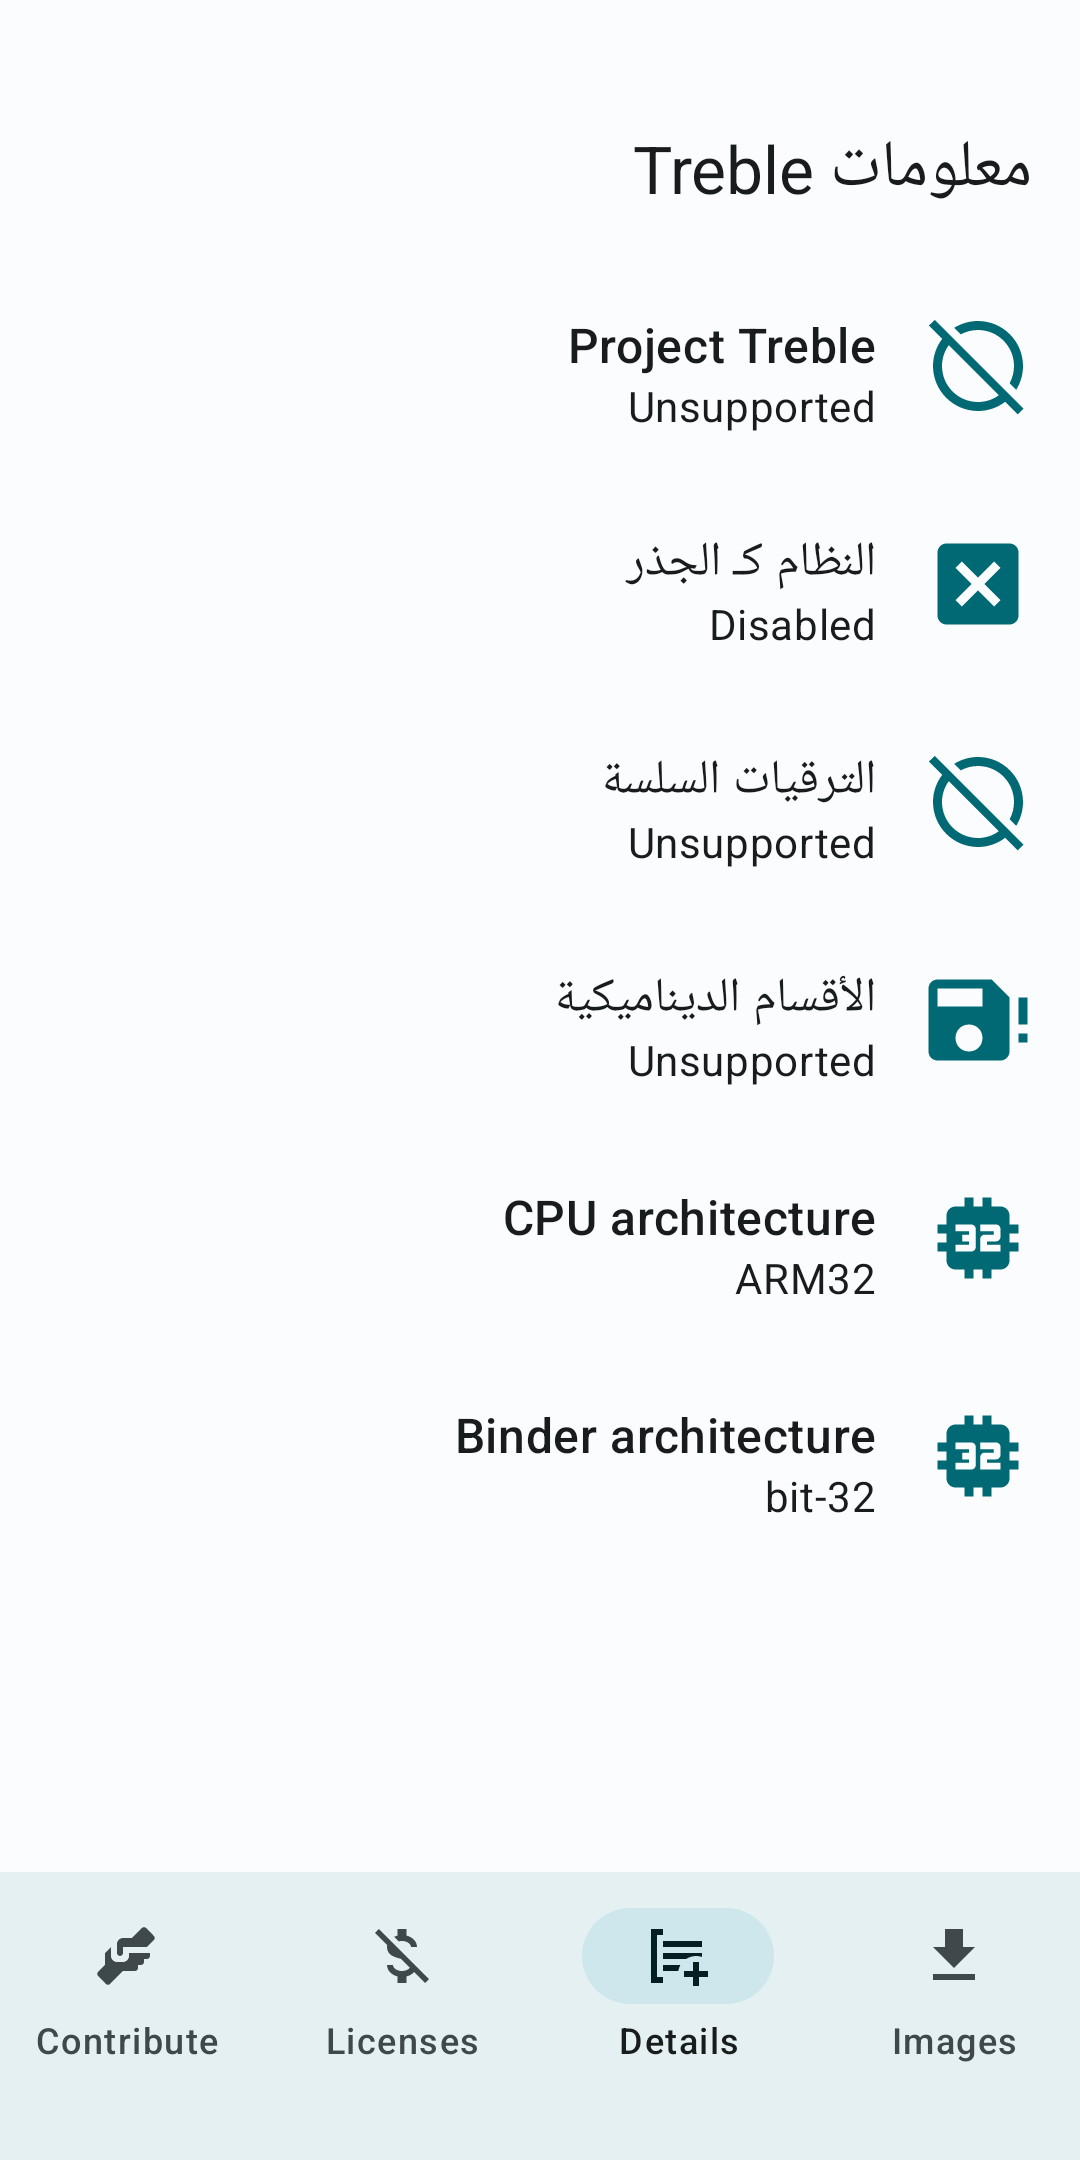 معلومات Treble
Project Treble
Unsupported
النظام كـ الجذر
Disabled
الترقيات السلسة
Unsupported
الأقسام الديناميكية
Unsupported
CPU architecture
ARM32
32
Binder architecture
bit-32
32
Contribute
Licenses
Details
Images